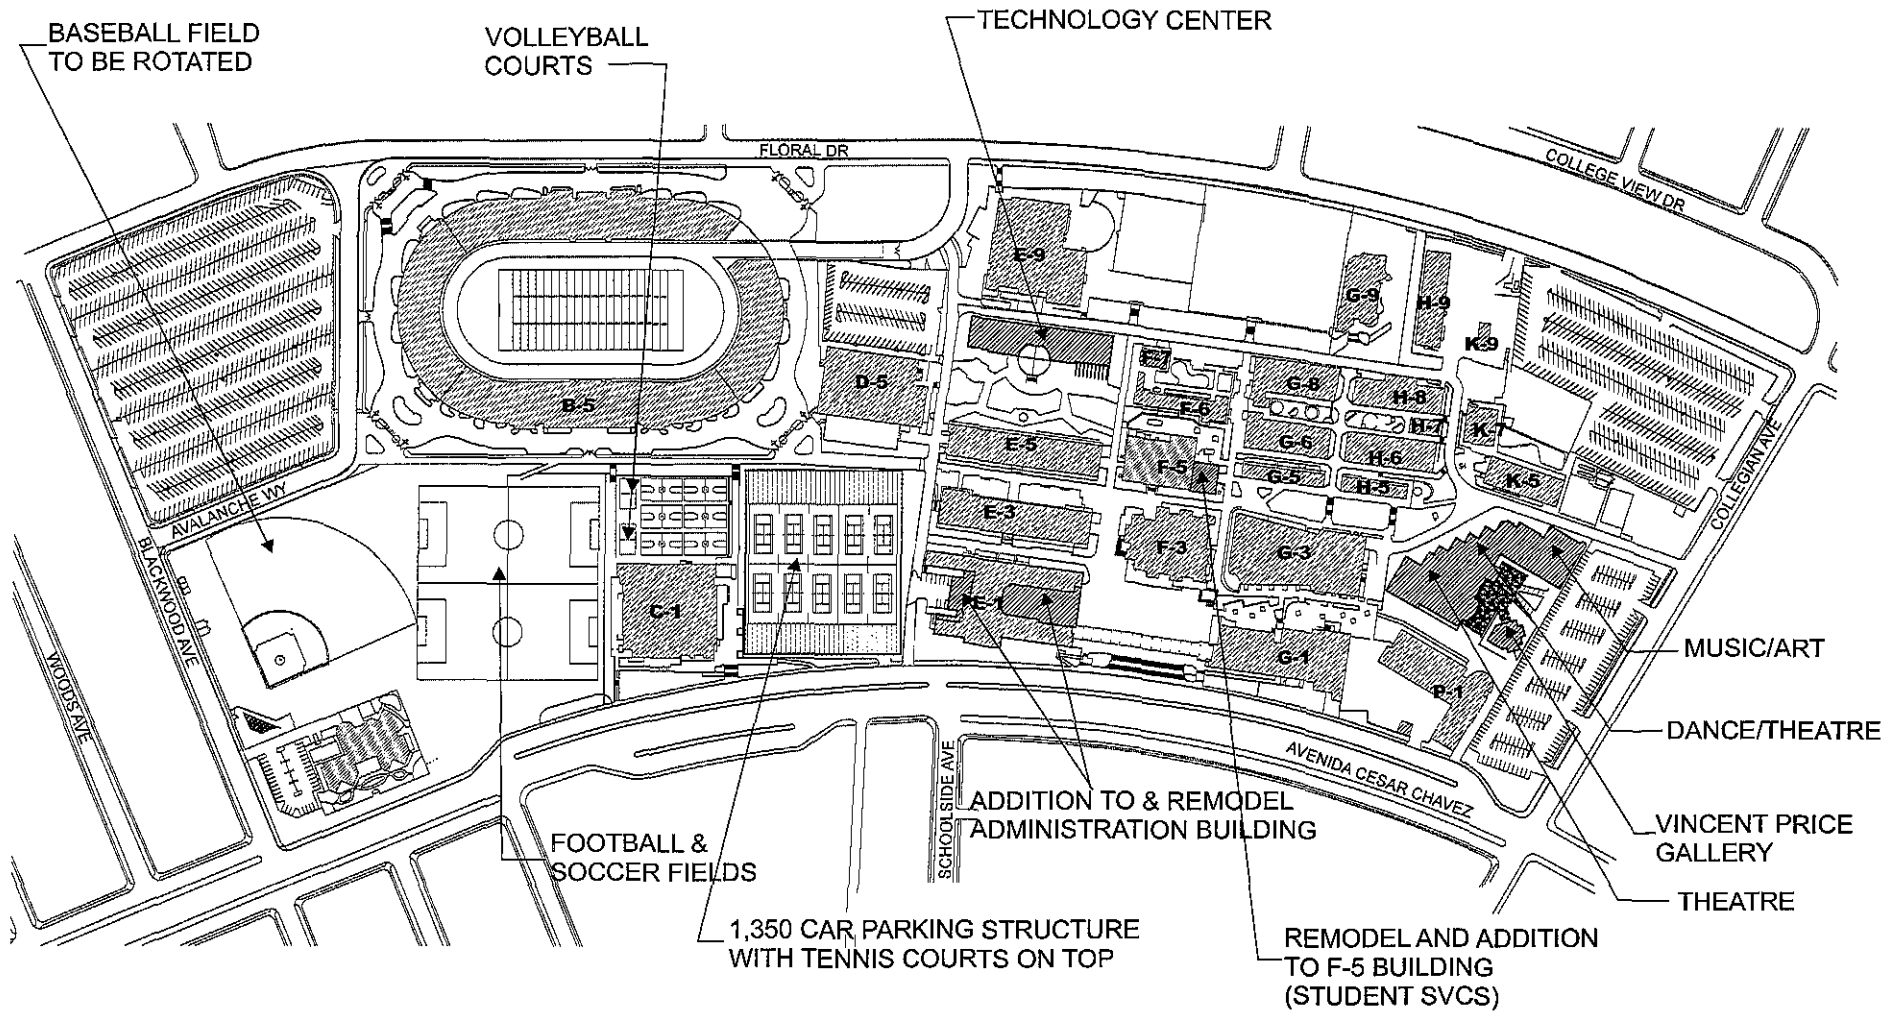 BASEBALL FIELD
TO BE ROTATED
VOLLEYBALL
COURTS
TECHNOLOGY CENTER
FLORAL DR
COLLEGE VIEW DR
E-9
G-9
H-9
K-9
B-5
D-5
F-7
F-6
G-8
H-8
H-7
K-7
E-5
F-5
G-6
H-6
G-5
H-5
K-5
COLLEGIAN AVE
AVALANCHE WY
BLACKWOOD AVE
WOODS AVE
E-3
F-3
G-3
C-1
E-1
G-1
P-1
MUSIC/ART
DANCE/THEATRE
VINCENT PRICE
GALLERY
THEATRE
AVENIDA CESAR CHAVEZ
SCHOOLSIDE AVE
ADDITION TO & REMODEL
ADMINISTRATION BUILDING
FOOTBALL &
SOCCER FIELDS
1,350 CAR PARKING STRUCTURE
WITH TENNIS COURTS ON TOP
REMODEL AND ADDITION
TO F-5 BUILDING
(STUDENT SVCS)